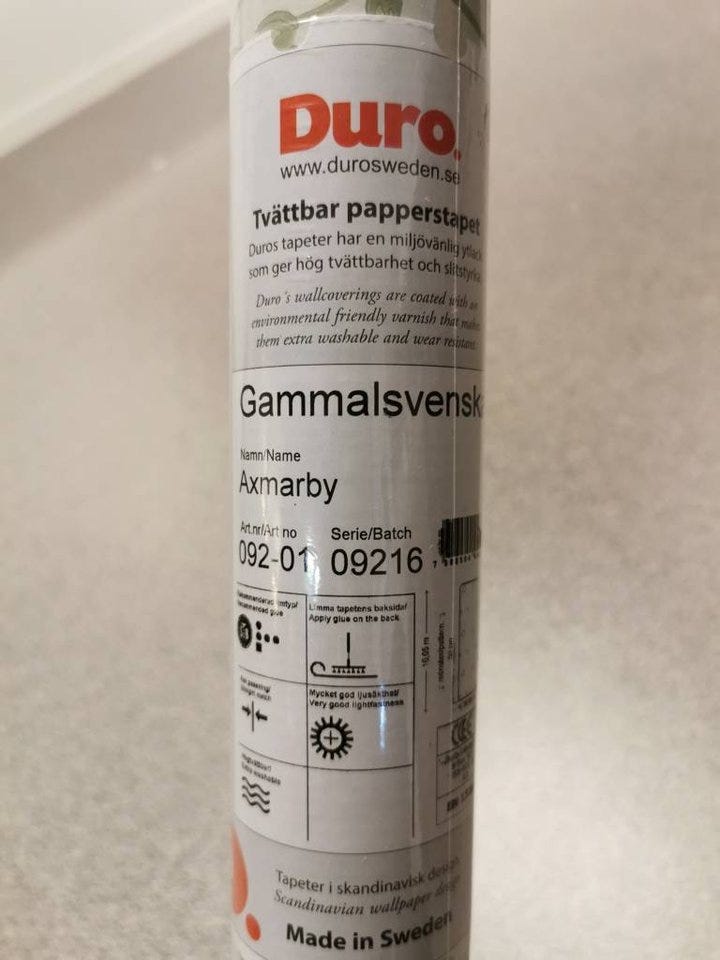 Duro.
www.durosweden.se
Tvättbar papperstapet
Duros tapeter har en miljövänlig ytlack
som ger hög tvättbarhet och slitstyrka
Duro´s wallcoverings are coated with an
environmental friendly varnish that makes
them extra washable and wear resistant.
Gammalsvenska
Namn/Name
Axmarby
Art.nr/Art no
Serie/Batch
092-01
09216
Limma tapetens baksida/
Apply glue on the back
Mycket god ljusäkthet/
Very good lightfastness
Tapeter i skandinavisk design
Scandinavian wallpaper design
Made in Sweden